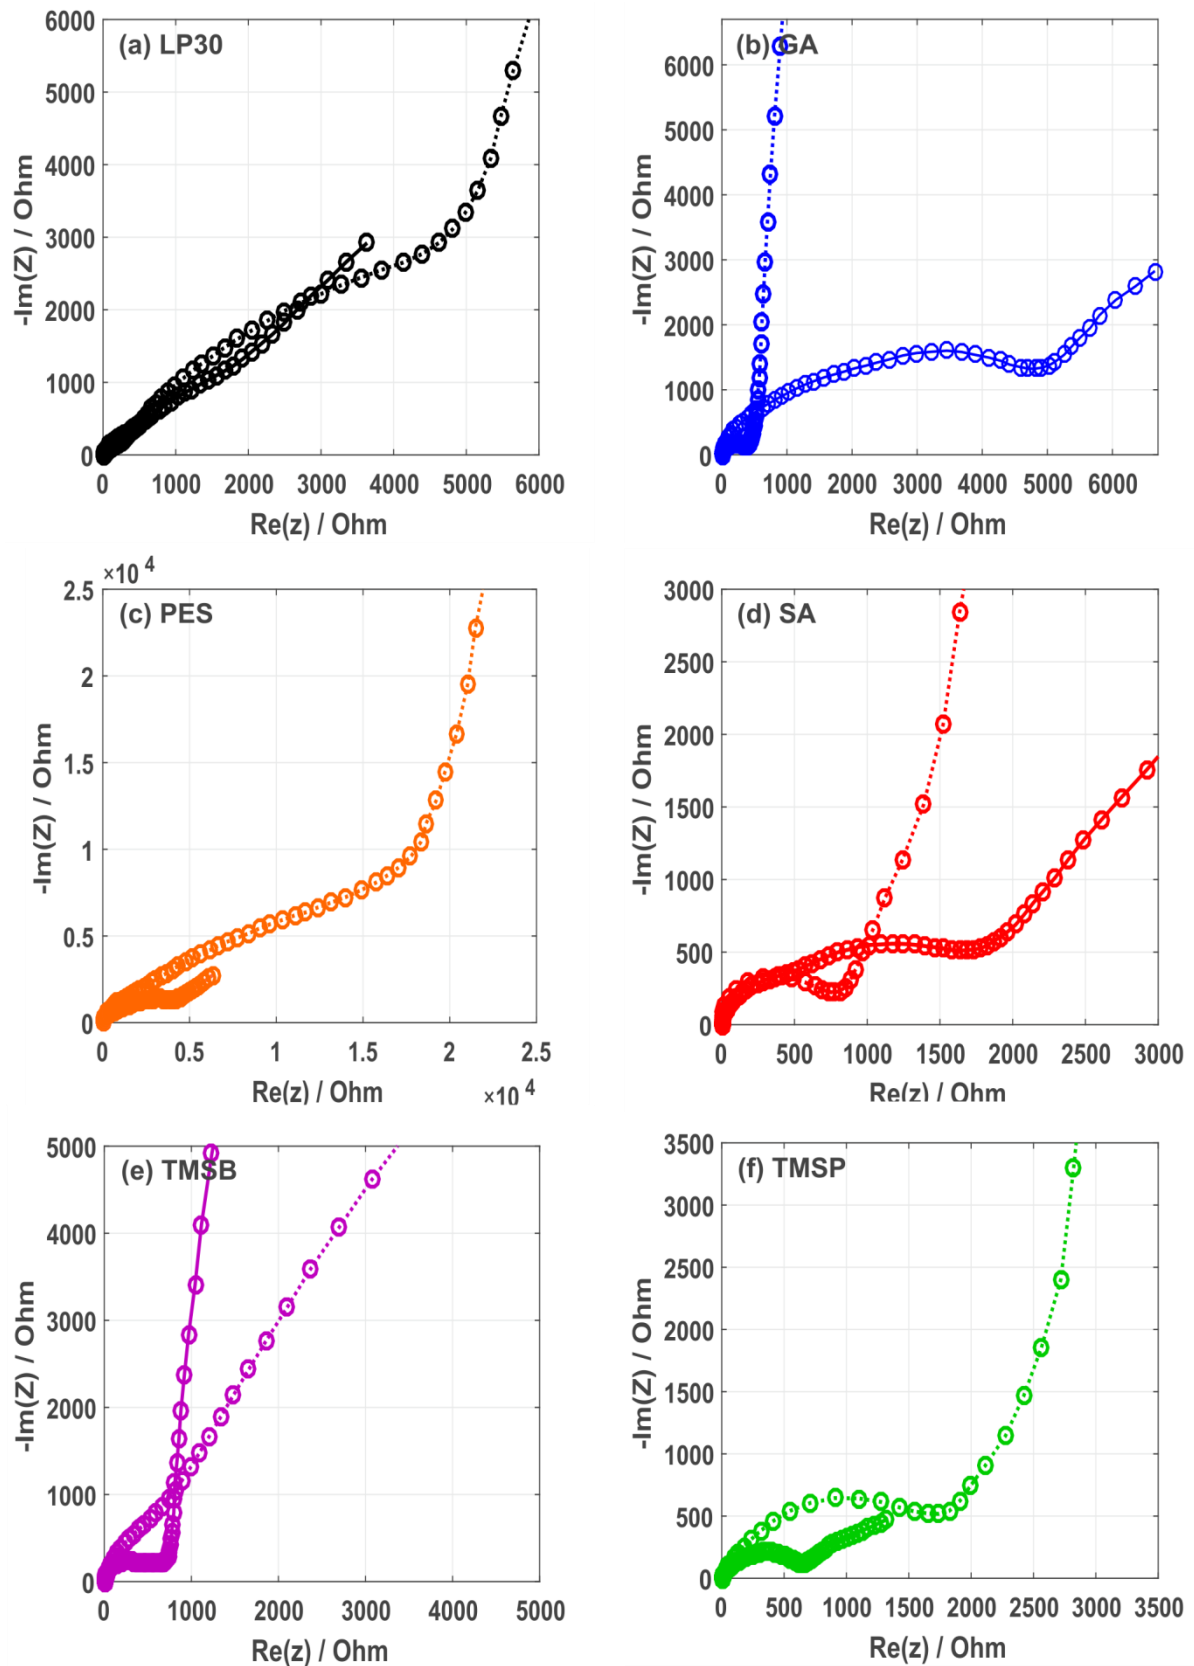 (a) LP30
6000
5000
4000
3000
2000
1000
0
-Im(Z) / Ohm
0 1000 2000 3000 4000 5000 6000
Re(z) / Ohm
(b) GA
6000
5000
4000
3000
2000
1000
0
-Im(Z) / Ohm
0 1000 2000 3000 4000 5000 6000
Re(z) / Ohm
×10 4
(c) PES
2.5
2
1.5
1
0.5
0
-Im(Z) / Ohm
0 0.5 1 1.5 2 2.5
Re(z) / Ohm
×10 4
(d) SA
3000
2500
2000
1500
1000
500
0
-Im(Z) / Ohm
0 500 1000 1500 2000 2500 3000
Re(z) / Ohm
(e) TMSB
5000
4000
3000
2000
1000
0
-Im(Z) / Ohm
0 1000 2000 3000 4000 5000
Re(z) / Ohm
(f) TMSP
3500
3000
2500
2000
1500
1000
500
0
-Im(Z) / Ohm
0 500 1000 1500 2000 2500 3000 3500
Re(z) / Ohm